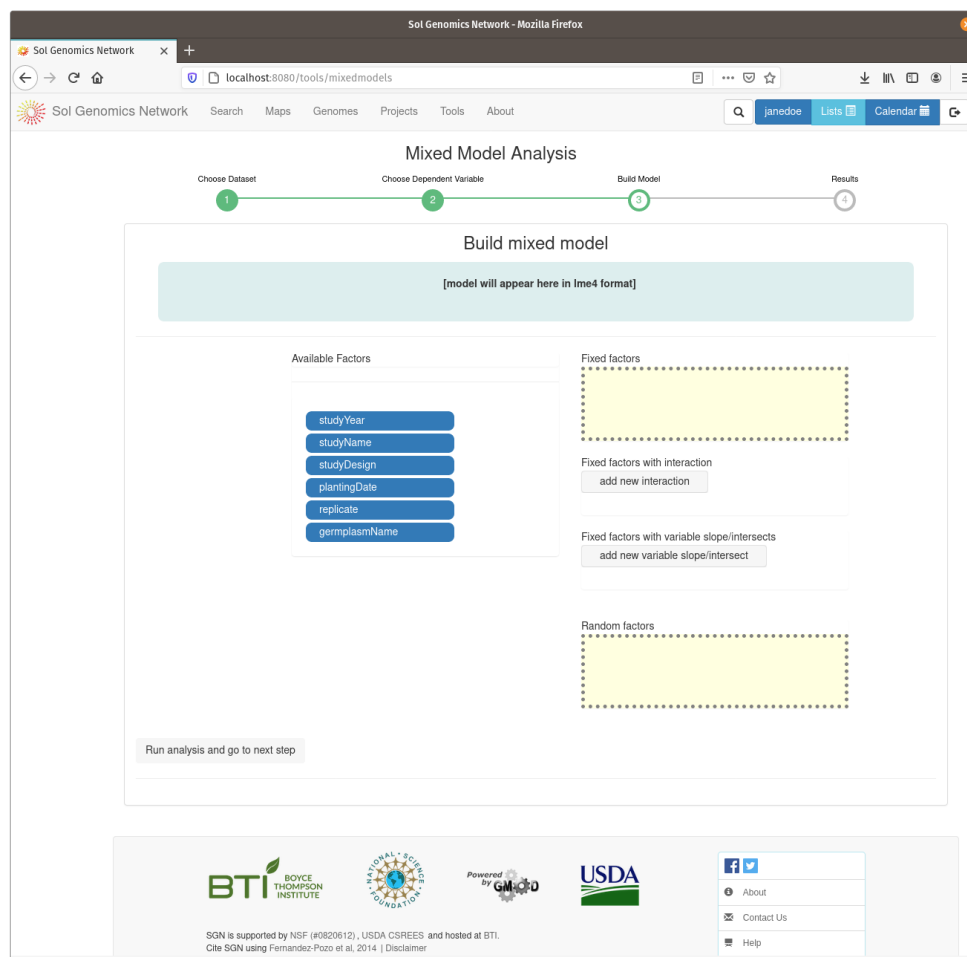 Sol Genomics Network - Mozilla Firefox
Sol Genomics Network
localhost:8080/tools/mixedmodels
Sol Genomics Network Search Maps Genomes Projects Tools About janedoe Lists Calendar
Mixed Model Analysis
Choose Dataset Choose Dependent Variable Build Model Results
1 2 3 4
Build mixed model
[model will appear here in lme4 format]
Available Factors
studyYear
studyName
studyDesign
plantingDate
replicate
germplasmName
Fixed factors
Fixed factors with interaction
add new interaction
Fixed factors with variable slope/intersects
add new variable slope/intersect
Random factors
Run analysis and go to next step
BTI BOYCE
THOMPSON
INSTITUTE
NATIONAL SCIENCE
FOUNDATION
Powered
by GMOD
USDA
SGN is supported by NSF (#0820612) , USDA CSREES and hosted at BTI.
Cite SGN using Fernandez-Pozo et al, 2014 | Disclaimer
About
Contact Us
Help